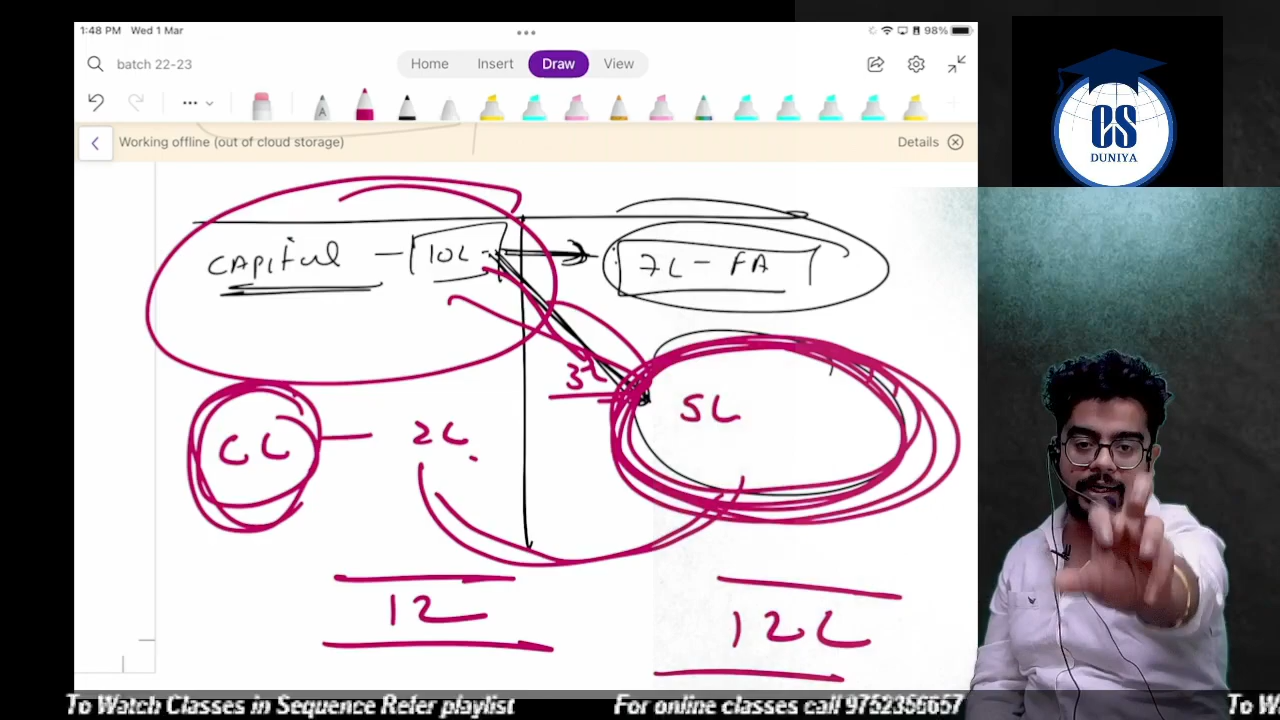 1:48 PM Wed 1 Mar
98%
batch 22-23
Home Insert Draw View
Working offline (out of cloud storage)
Details
CS
DUNIYA
CAPITAL - 10L
7L - FA
3L
5L
CL - 2L
12
12L
To Watch Classes in Sequence Refer playlist
For online classes call 9752356657
To W